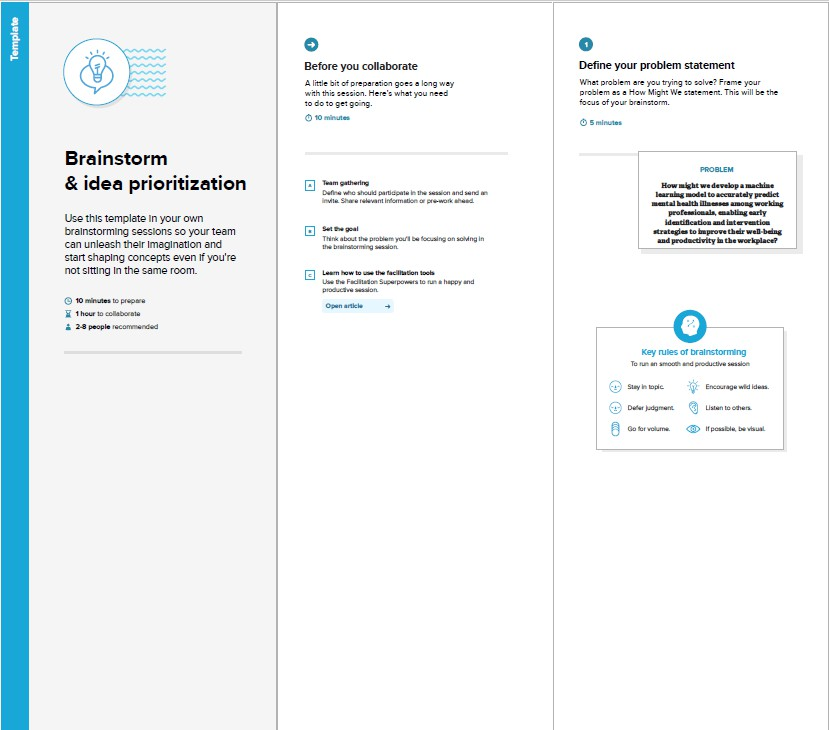 Template
Brainstorm
& idea prioritization
Use this template in your own
brainstorming sessions so your team
can unleash their imagination and
start shaping concepts even if you're
not sitting in the same room.
10 minutes to prepare
1 hour to collaborate
2-8 people recommended
Before you collaborate
A little bit of preparation goes a long way
with this session. Here's what you need
to do to get going.
10 minutes
A
Team gathering
Define who should participate in the session and send an
invite. Share relevant information or pre-work ahead.
B
Set the goal
Think about the problem you'll be focusing on solving in
the brainstorming session.
C
Learn how to use the facilitation tools
Use the Facilitation Superpowers to run a happy and
productive session.
Open article
1
Define your problem statement
What problem are you trying to solve? Frame your
problem as a How Might We statement. This will be the
focus of your brainstorm.
5 minutes
PROBLEM
How might we develop a machine
learning model to accurately predict
mental health illnesses among working
professionals, enabling early
identification and intervention
strategies to improve their well-being
and productivity in the workplace?
Key rules of brainstorming
To run an smooth and productive session
Stay in topic.
Encourage wild ideas.
Defer judgment.
Listen to others.
Go for volume.
If possible, be visual.